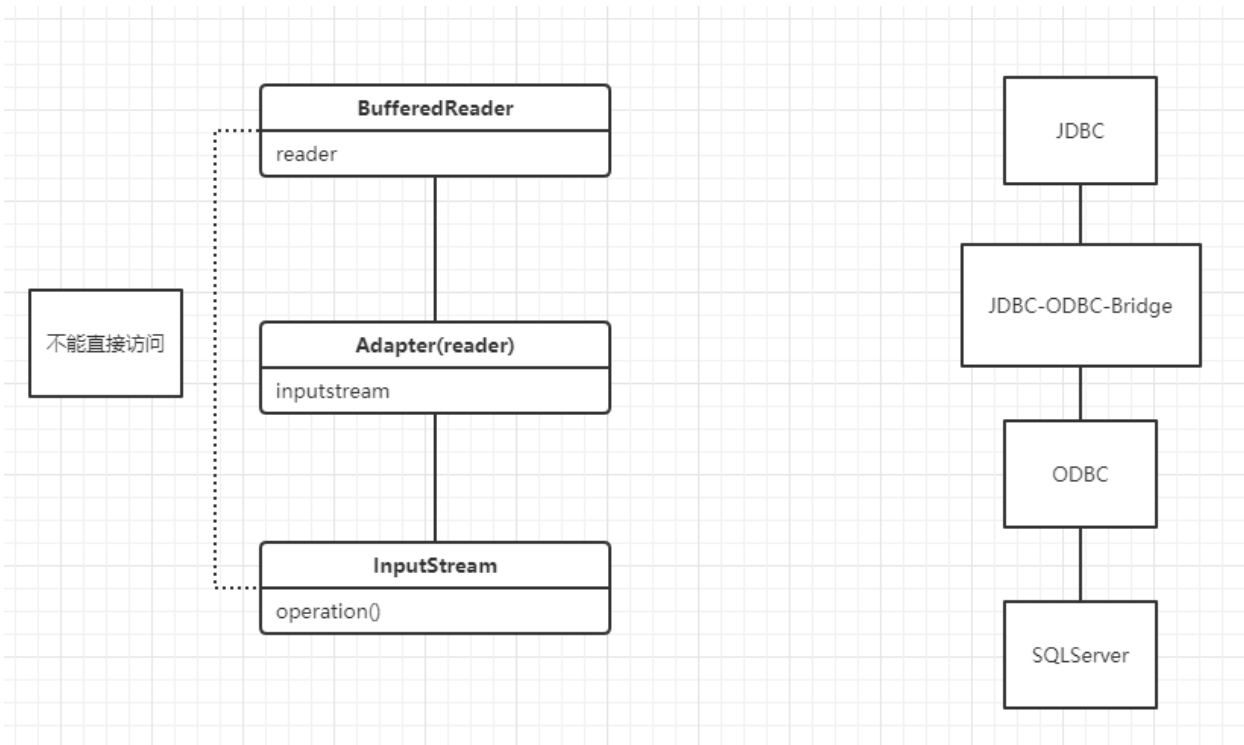 BufferedReader
reader
不能直接访问
Adapter(reader)
inputstream
InputStream
operation()
JDBC
JDBC-ODBC-Bridge
ODBC
SQLServer